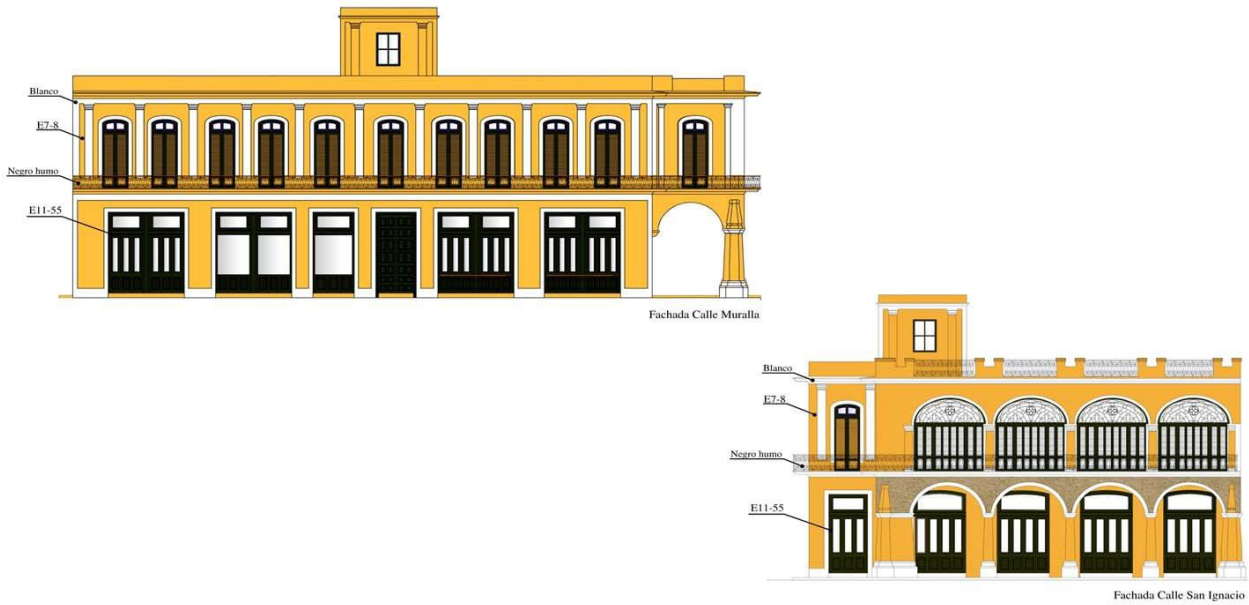 Blanco
E7-8
Negro humo
E11-55
Fachada Calle Muralla
Blanco
E7-8
Negro humo
E11-55
Fachada Calle San Ignacio